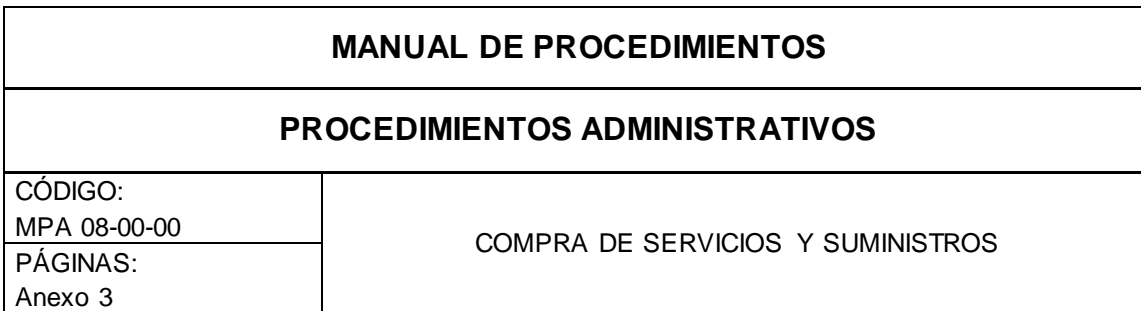 MANUAL DE PROCEDIMIENTOS
PROCEDIMIENTOS ADMINISTRATIVOS
CÓDIGO:
MPA 08-00-00
COMPRA DE SERVICIOS Y SUMINISTROS
PÁGINAS:
Anexo 3